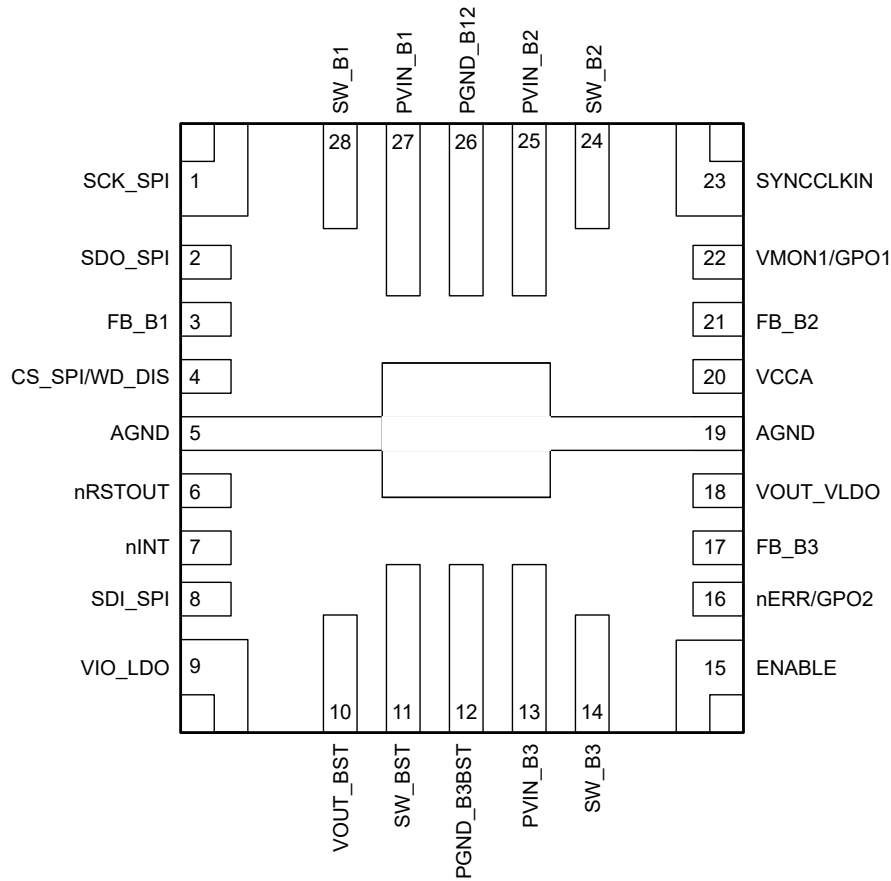 SW_B1
PVIN_B1
PGND_B12
PVIN_B2
SW_B2
28
27
26
25
24
SCK_SPI 1
23 SYNCCLKIN
SDO_SPI 2
22 VMON1/GPO1
FB_B1 3
21 FB_B2
CS_SPI/WD_DIS 4
20 VCCA
AGND 5
19 AGND
nRSTOUT 6
18 VOUT_VLDO
nINT 7
17 FB_B3
SDI_SPI 8
16 nERR/GPO2
VIO_LDO 9
15 ENABLE
10
11
12
13
14
VOUT_BST
SW_BST
PGND_B3BST
PVIN_B3
SW_B3